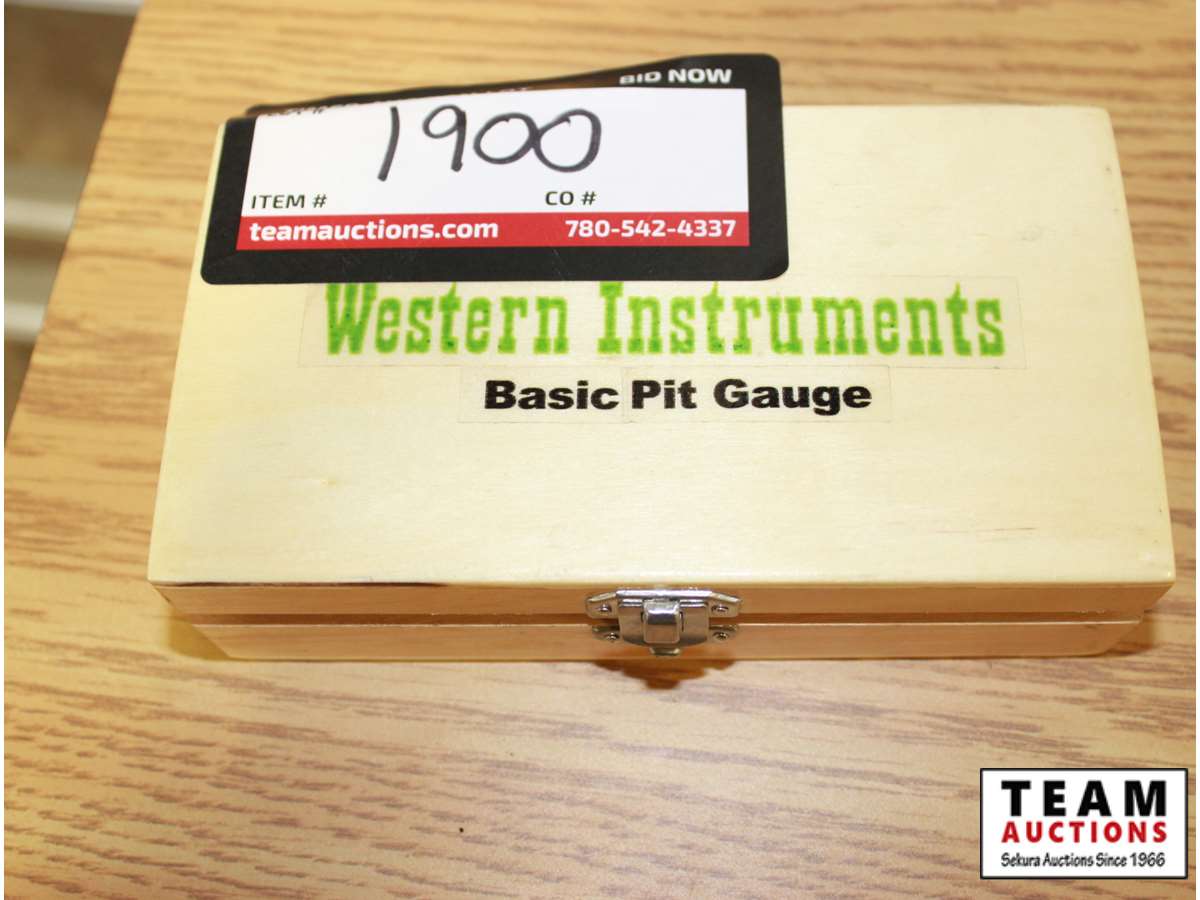 BID NOW
1900
ITEM # CO #
teamauctions.com 780-542-4337
Western Instruments
Basic Pit Gauge
TEAM
AUCTIONS
Sekura Auctions Since 1966